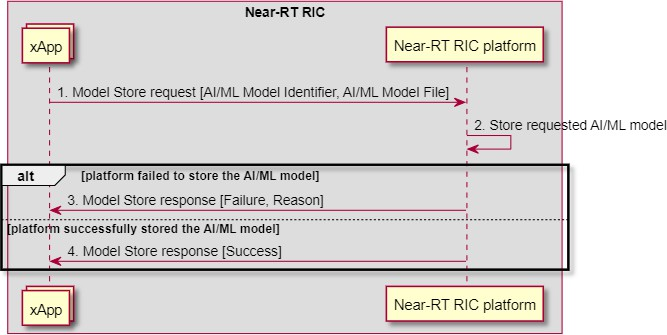 Near-RT RIC
xApp
Near-RT RIC platform
1. Model Store request [AI/ML Model Identifier, AI/ML Model File]
2. Store requested AI/ML model
alt
[platform failed to store the AI/ML model]
3. Model Store response [Failure, Reason]
[platform successfully stored the AI/ML model]
4. Model Store response [Success]
xApp
Near-RT RIC platform